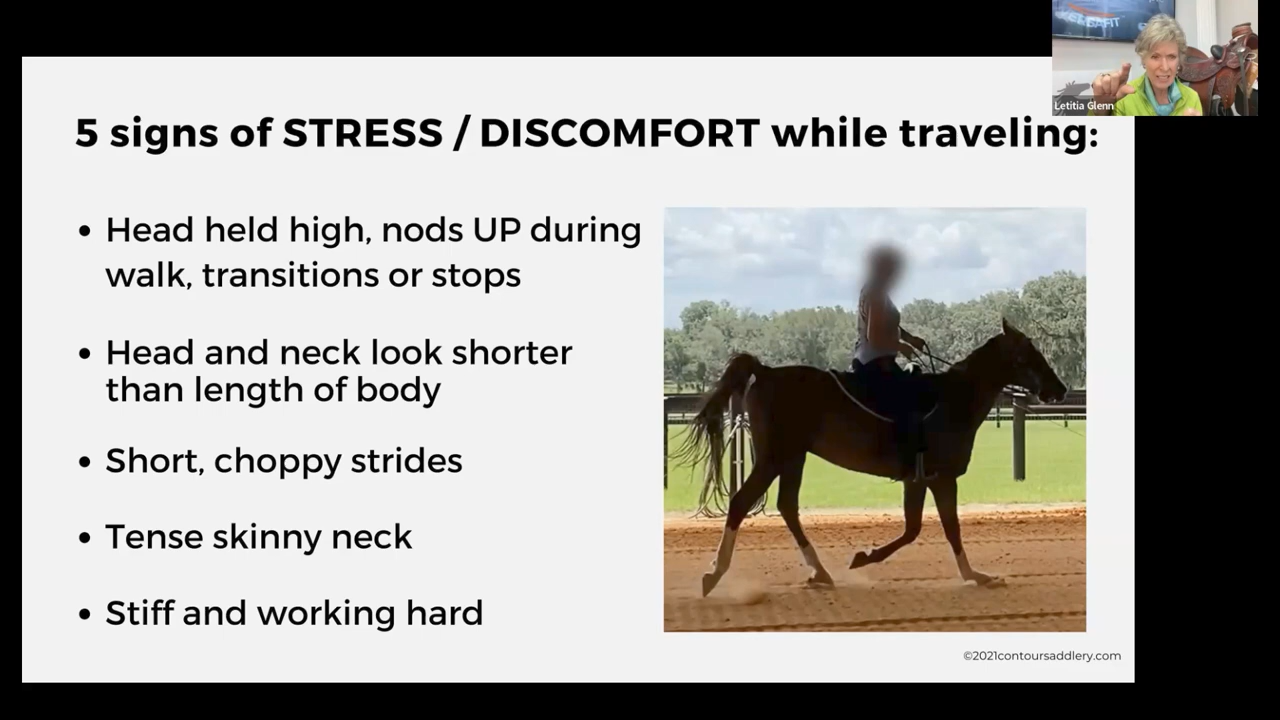 Letitia Glenn
5 signs of STRESS / DISCOMFORT while traveling:
• Head held high, nods UP during
walk, transitions or stops
• Head and neck look shorter
than length of body
• Short, choppy strides
• Tense skinny neck
• Stiff and working hard
©2021contoursaddlery.com